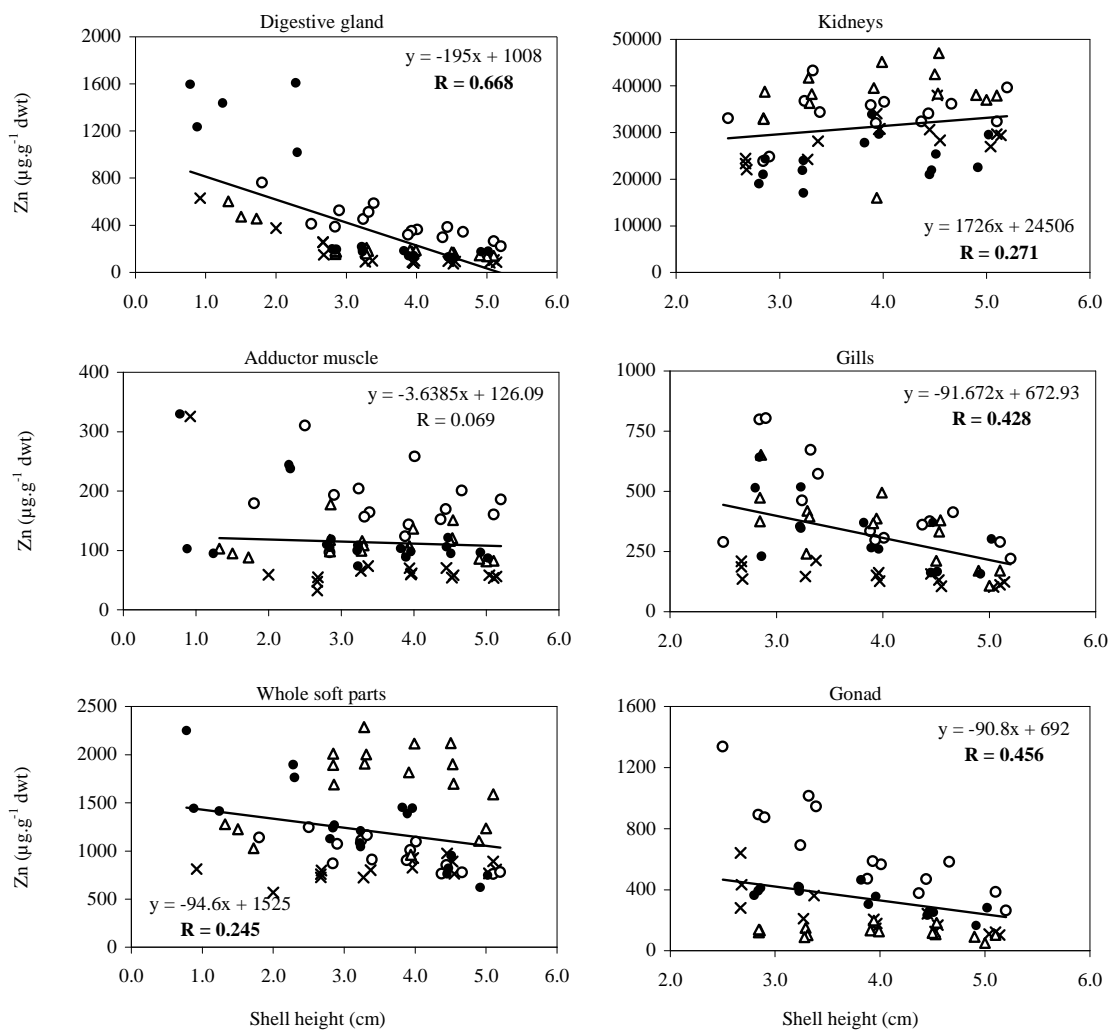 Digestive gland
Zn (µg.g⁻¹ dwt)
2000
1600
1200
800
400
0
y = -195x + 1008
R = 0.668
0.0 1.0 2.0 3.0 4.0 5.0 6.0
Kidneys
50000
40000
30000
20000
10000
0
y = 1726x + 24506
R = 0.271
2.0 3.0 4.0 5.0 6.0
Adductor muscle
Zn (µg.g⁻¹ dwt)
400
300
200
100
0
y = -3.6385x + 126.09
R = 0.069
0.0 1.0 2.0 3.0 4.0 5.0 6.0
Gills
1000
750
500
250
0
y = -91.672x + 672.93
R = 0.428
2.0 3.0 4.0 5.0 6.0
Whole soft parts
Zn (µg.g⁻¹ dwt)
2500
2000
1500
1000
500
0
y = -94.6x + 1525
R = 0.245
0.0 1.0 2.0 3.0 4.0 5.0 6.0
Shell height (cm)
Gonad
1600
1200
800
400
0
y = -90.8x + 692
R = 0.456
2.0 3.0 4.0 5.0 6.0
Shell height (cm)